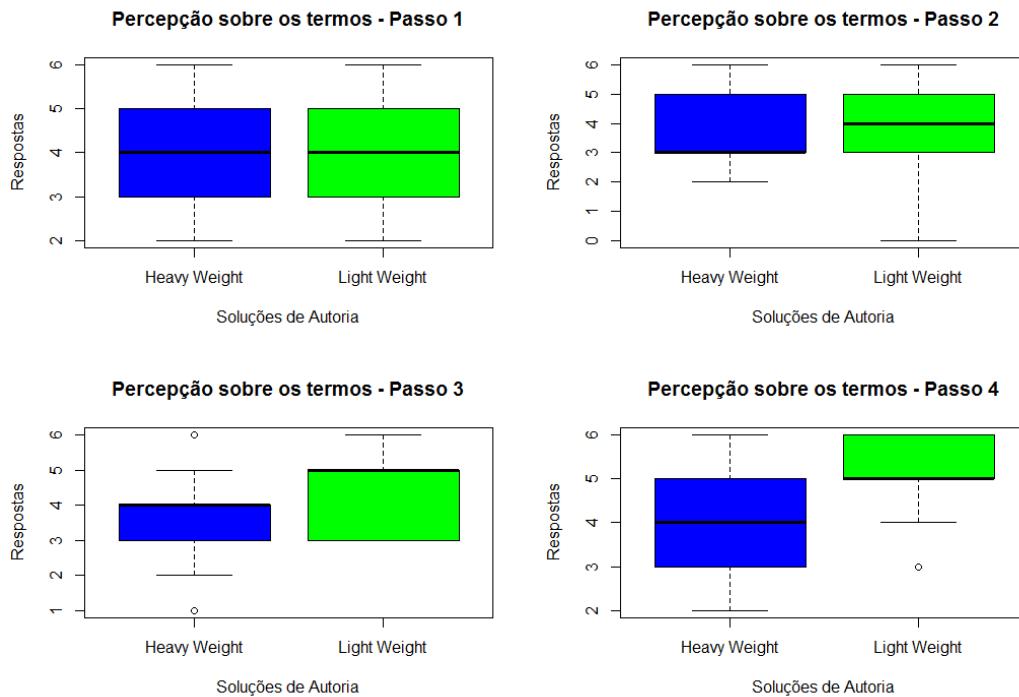 Percepção sobre os termos - Passo 1
Respostas
6
5
4
3
2
Heavy Weight Light Weight
Soluções de Autoria
Percepção sobre os termos - Passo 2
Respostas
6
5
4
3
2
1
0
Heavy Weight Light Weight
Soluções de Autoria
Percepção sobre os termos - Passo 3
Respostas
6
5
4
3
2
1
Heavy Weight Light Weight
Soluções de Autoria
Percepção sobre os termos - Passo 4
Respostas
6
5
4
3
2
Heavy Weight Light Weight
Soluções de Autoria